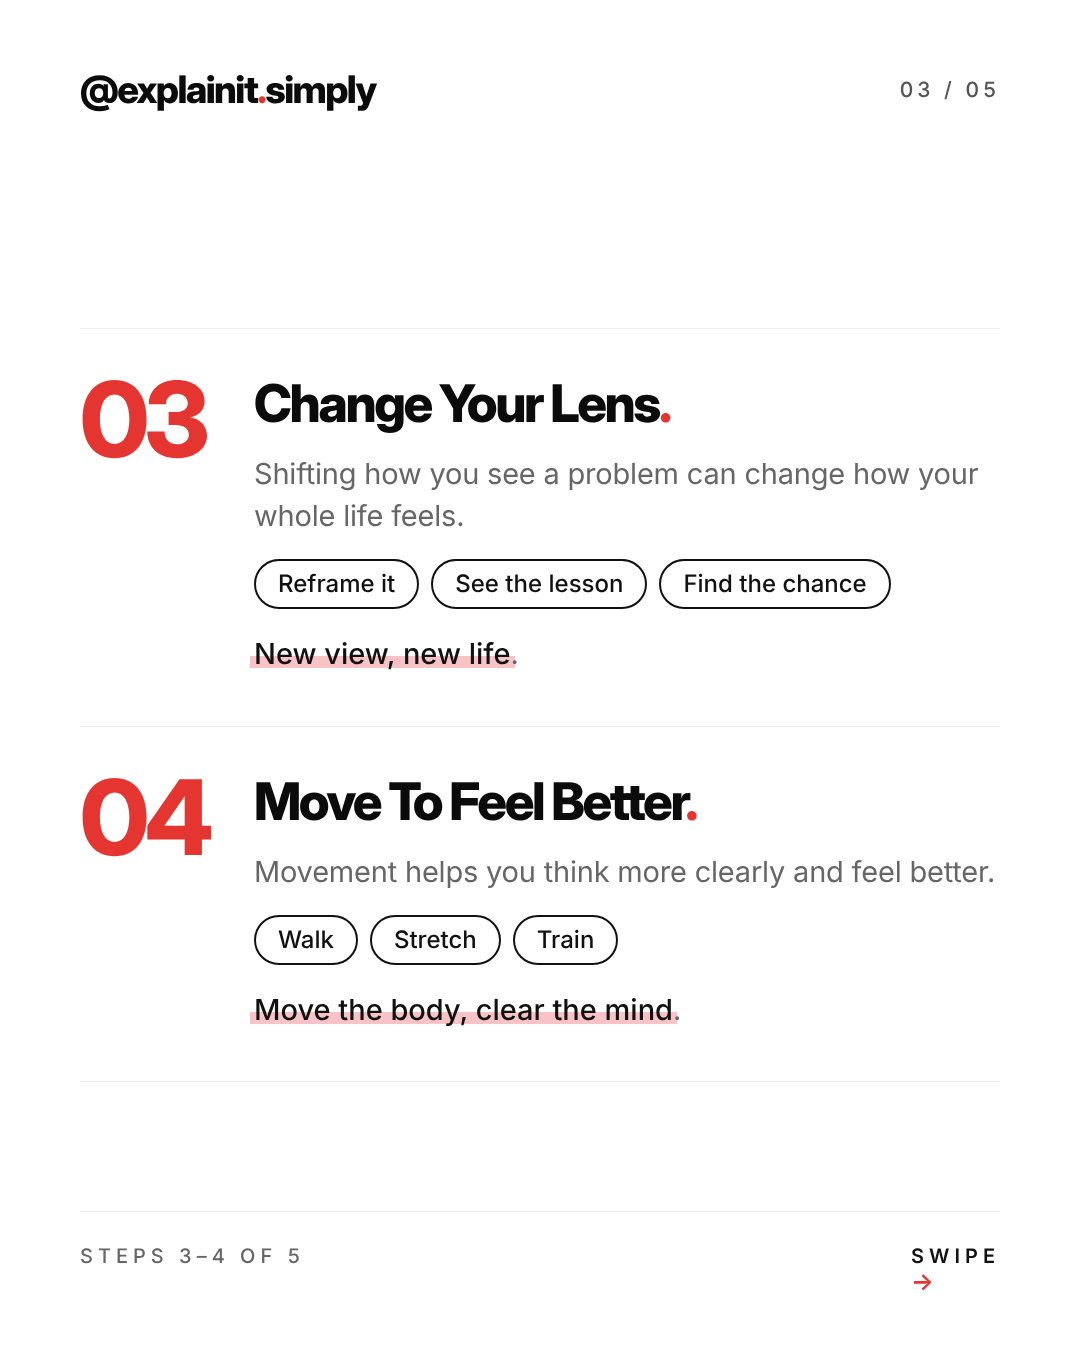 @explainit.simply
03 / 05
03
Change Your Lens.
Shifting how you see a problem can change how your
whole life feels.
Reframe it
See the lesson
Find the chance
New view, new life.
04
Move To Feel Better.
Movement helps you think more clearly and feel better.
Walk
Stretch
Train
Move the body, clear the mind.
STEPS 3–4 OF 5
SWIPE
→